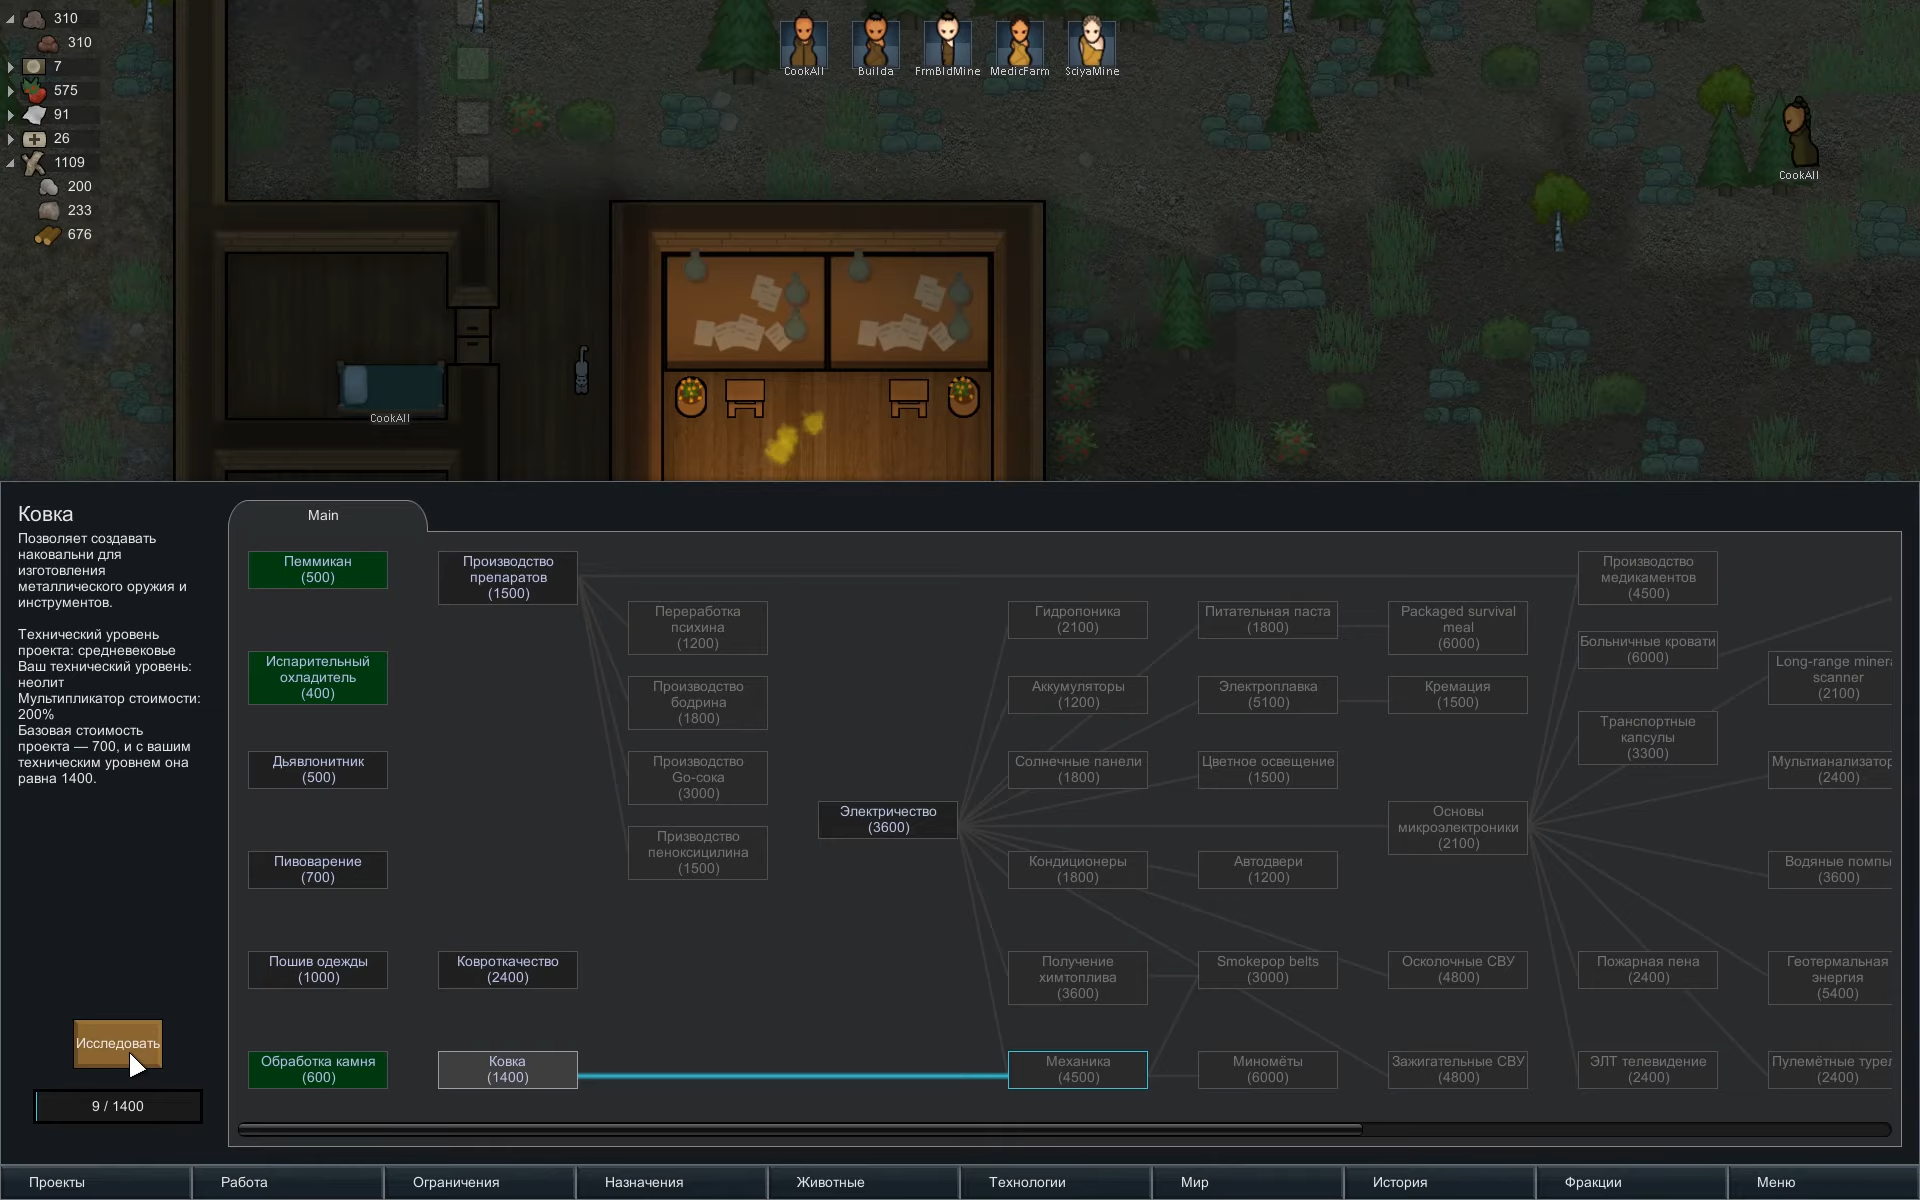 310
310
7
575
91
26
1109
200
233
676
CookAll
Builda
FrmBldMine
MedicFarm
SciyaMine
CookAll
CookAll
Ковка
Позволяет создавать
наковальни для
изготовления
металлического оружия и
инструментов.
Технический уровень
проекта: средневековье
Ваш технический уровень:
неолит
Мультипликатор стоимости:
200%
Базовая стоимость
проекта — 700, и с вашим
техническим уровнем она
равна 1400.
Исследовать
9 / 1400
Main
Пеммикан
(500)
Испарительный
охладитель
(400)
Дьявлонитник
(500)
Пивоварение
(700)
Пошив одежды
(1000)
Обработка камня
(600)
Производство
препаратов
(1500)
Ковроткачество
(2400)
Ковка
(1400)
Переработка
психина
(1200)
Производство
бодрина
(1800)
Производство
Go-сока
(3000)
Призводство
пеноксицилина
(1500)
Электричество
(3600)
Гидропоника
(2100)
Аккумуляторы
(1200)
Солнечные панели
(1800)
Кондиционеры
(1800)
Получение
химтоплива
(3600)
Механика
(4500)
Питательная паста
(1800)
Электроплавка
(5100)
Цветное освещение
(1500)
Автодвери
(1200)
Smokepop belts
(3000)
Миномёты
(6000)
Packaged survival
meal
(6000)
Кремация
(1500)
Основы
микроэлектроники
(2100)
Осколочные СВУ
(4800)
Зажигательные СВУ
(4800)
Производство
медикаментов
(4500)
Больничные кровати
(6000)
Транспортные
капсулы
(3300)
Пожарная пена
(2400)
ЭЛТ телевидение
(2400)
Long-range minera
scanner
(2100)
Мультианализатор
(2400)
Водяные помпы
(3600)
Геотермальная
энергия
(5400)
Пулемётные турел
(2400)
Проекты
Работа
Ограничения
Назначения
Животные
Технологии
Мир
История
Фракции
Меню